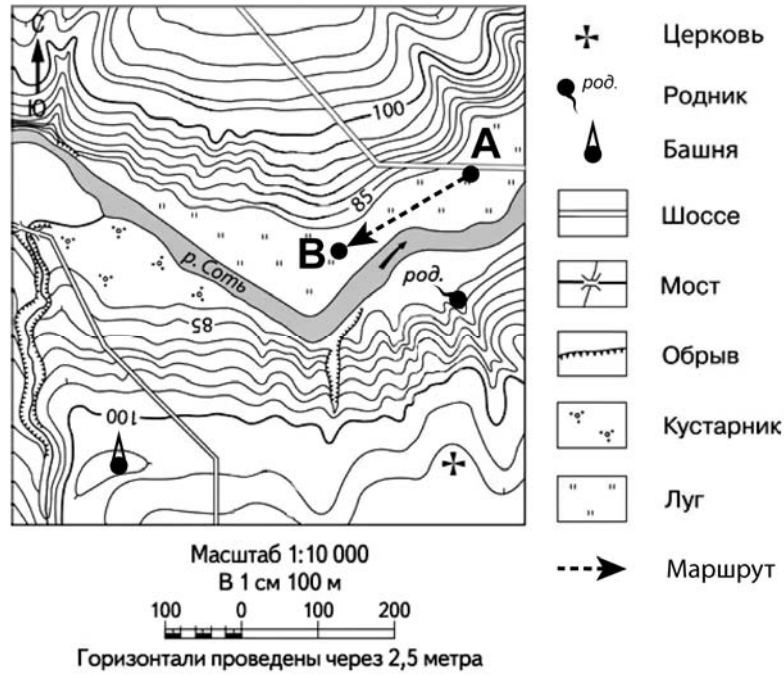 С
Ю
100
А
85
В
р. Соть
род.
85
100
Церковь
род.
Родник
Башня
Шоссе
Мост
Обрыв
Кустарник
Луг
Маршрут
Масштаб 1:10 000
В 1 см 100 м
100 0 100 200
Горизонтали проведены через 2,5 метра